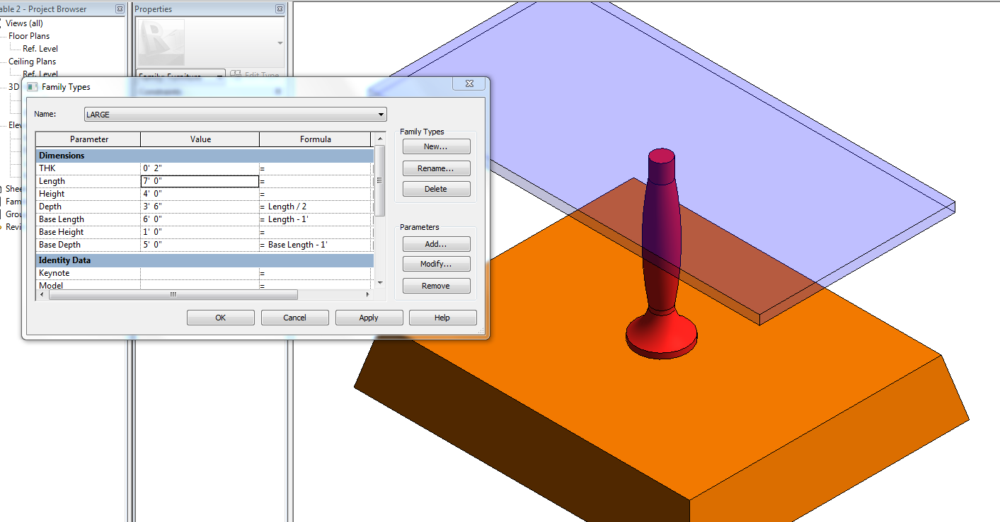 able 2 - Project Browser
Properties
Views (all)
Floor Plans
Ref. Level
Ceiling Plans
Ref. Level
3D
Elev
Shee
Fam
Grou
Revi
R
Family: Furniture
Edit Type
Constraints
Family Types
Name: LARGE
Parameter Value Formula
Dimensions
THK 0' 2" =
Length 7' 0" =
Height 4' 0" =
Depth 3' 6" = Length / 2
Base Length 6' 0" = Length - 1'
Base Height 1' 0" =
Base Depth 5' 0" = Base Length - 1'
Identity Data
Keynote =
Model =
Family Types
New...
Rename...
Delete
Parameters
Add...
Modify...
Remove
OK Cancel Apply Help